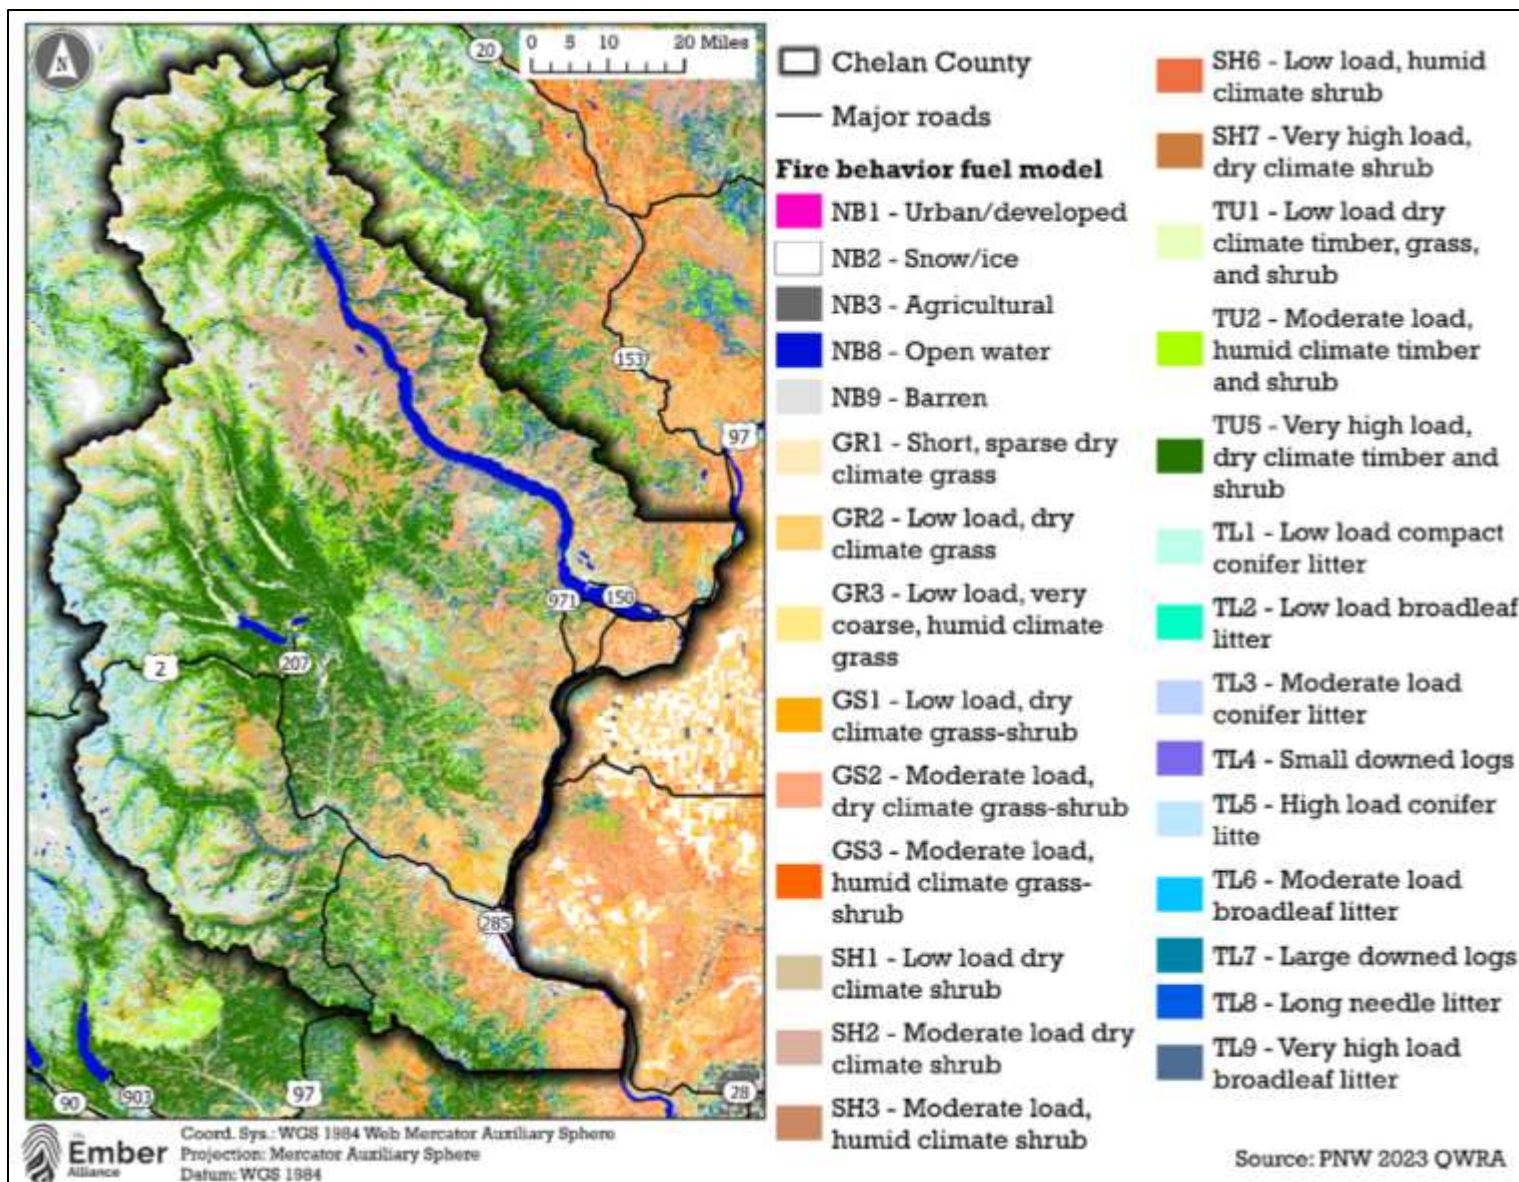 N
0 5 10 20 Miles
20
153
97
971
150
2
207
285
90
903
97
28
Chelan County
Major roads
Fire behavior fuel model
NB1 - Urban/developed
NB2 - Snow/ice
NB3 - Agricultural
NB8 - Open water
NB9 - Barren
GR1 - Short, sparse dry
climate grass
GR2 - Low load, dry
climate grass
GR3 - Low load, very
coarse, humid climate
grass
GS1 - Low load, dry
climate grass-shrub
GS2 - Moderate load,
dry climate grass-shrub
GS3 - Moderate load,
humid climate grass-
shrub
SH1 - Low load dry
climate shrub
SH2 - Moderate load dry
climate shrub
SH3 - Moderate load,
humid climate shrub
SH6 - Low load, humid
climate shrub
SH7 - Very high load,
dry climate shrub
TU1 - Low load dry
climate timber, grass,
and shrub
TU2 - Moderate load,
humid climate timber
and shrub
TU5 - Very high load,
dry climate timber and
shrub
TL1 - Low load compact
conifer litter
TL2 - Low load broadleaf
litter
TL3 - Moderate load
conifer litter
TL4 - Small downed logs
TL5 - High load conifer
litte
TL6 - Moderate load
broadleaf litter
TL7 - Large downed logs
TL8 - Long needle litter
TL9 - Very high load
broadleaf litter
Ember
Alliance
Coord. Sys.: WGS 1984 Web Mercator Auxiliary Sphere
Projection: Mercator Auxiliary Sphere
Datum: WGS 1984
Source: PNW 2023 QWRA